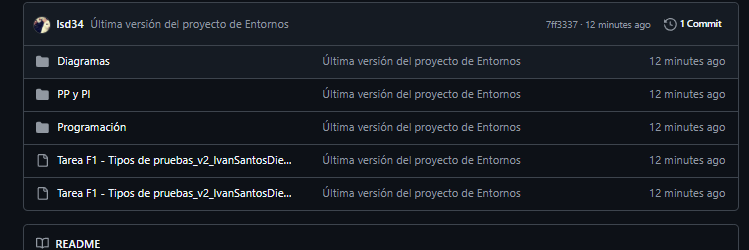 Isd34 Última versión del proyecto de Entornos 7ff3337 · 12 minutes ago 1 Commit
Diagramas Última versión del proyecto de Entornos 12 minutes ago
PP y PI Última versión del proyecto de Entornos 12 minutes ago
Programación Última versión del proyecto de Entornos 12 minutes ago
Tarea F1 - Tipos de pruebas_v2_IvanSantosDie... Última versión del proyecto de Entornos 12 minutes ago
Tarea F1 - Tipos de pruebas_v2_IvanSantosDie... Última versión del proyecto de Entornos 12 minutes ago
README